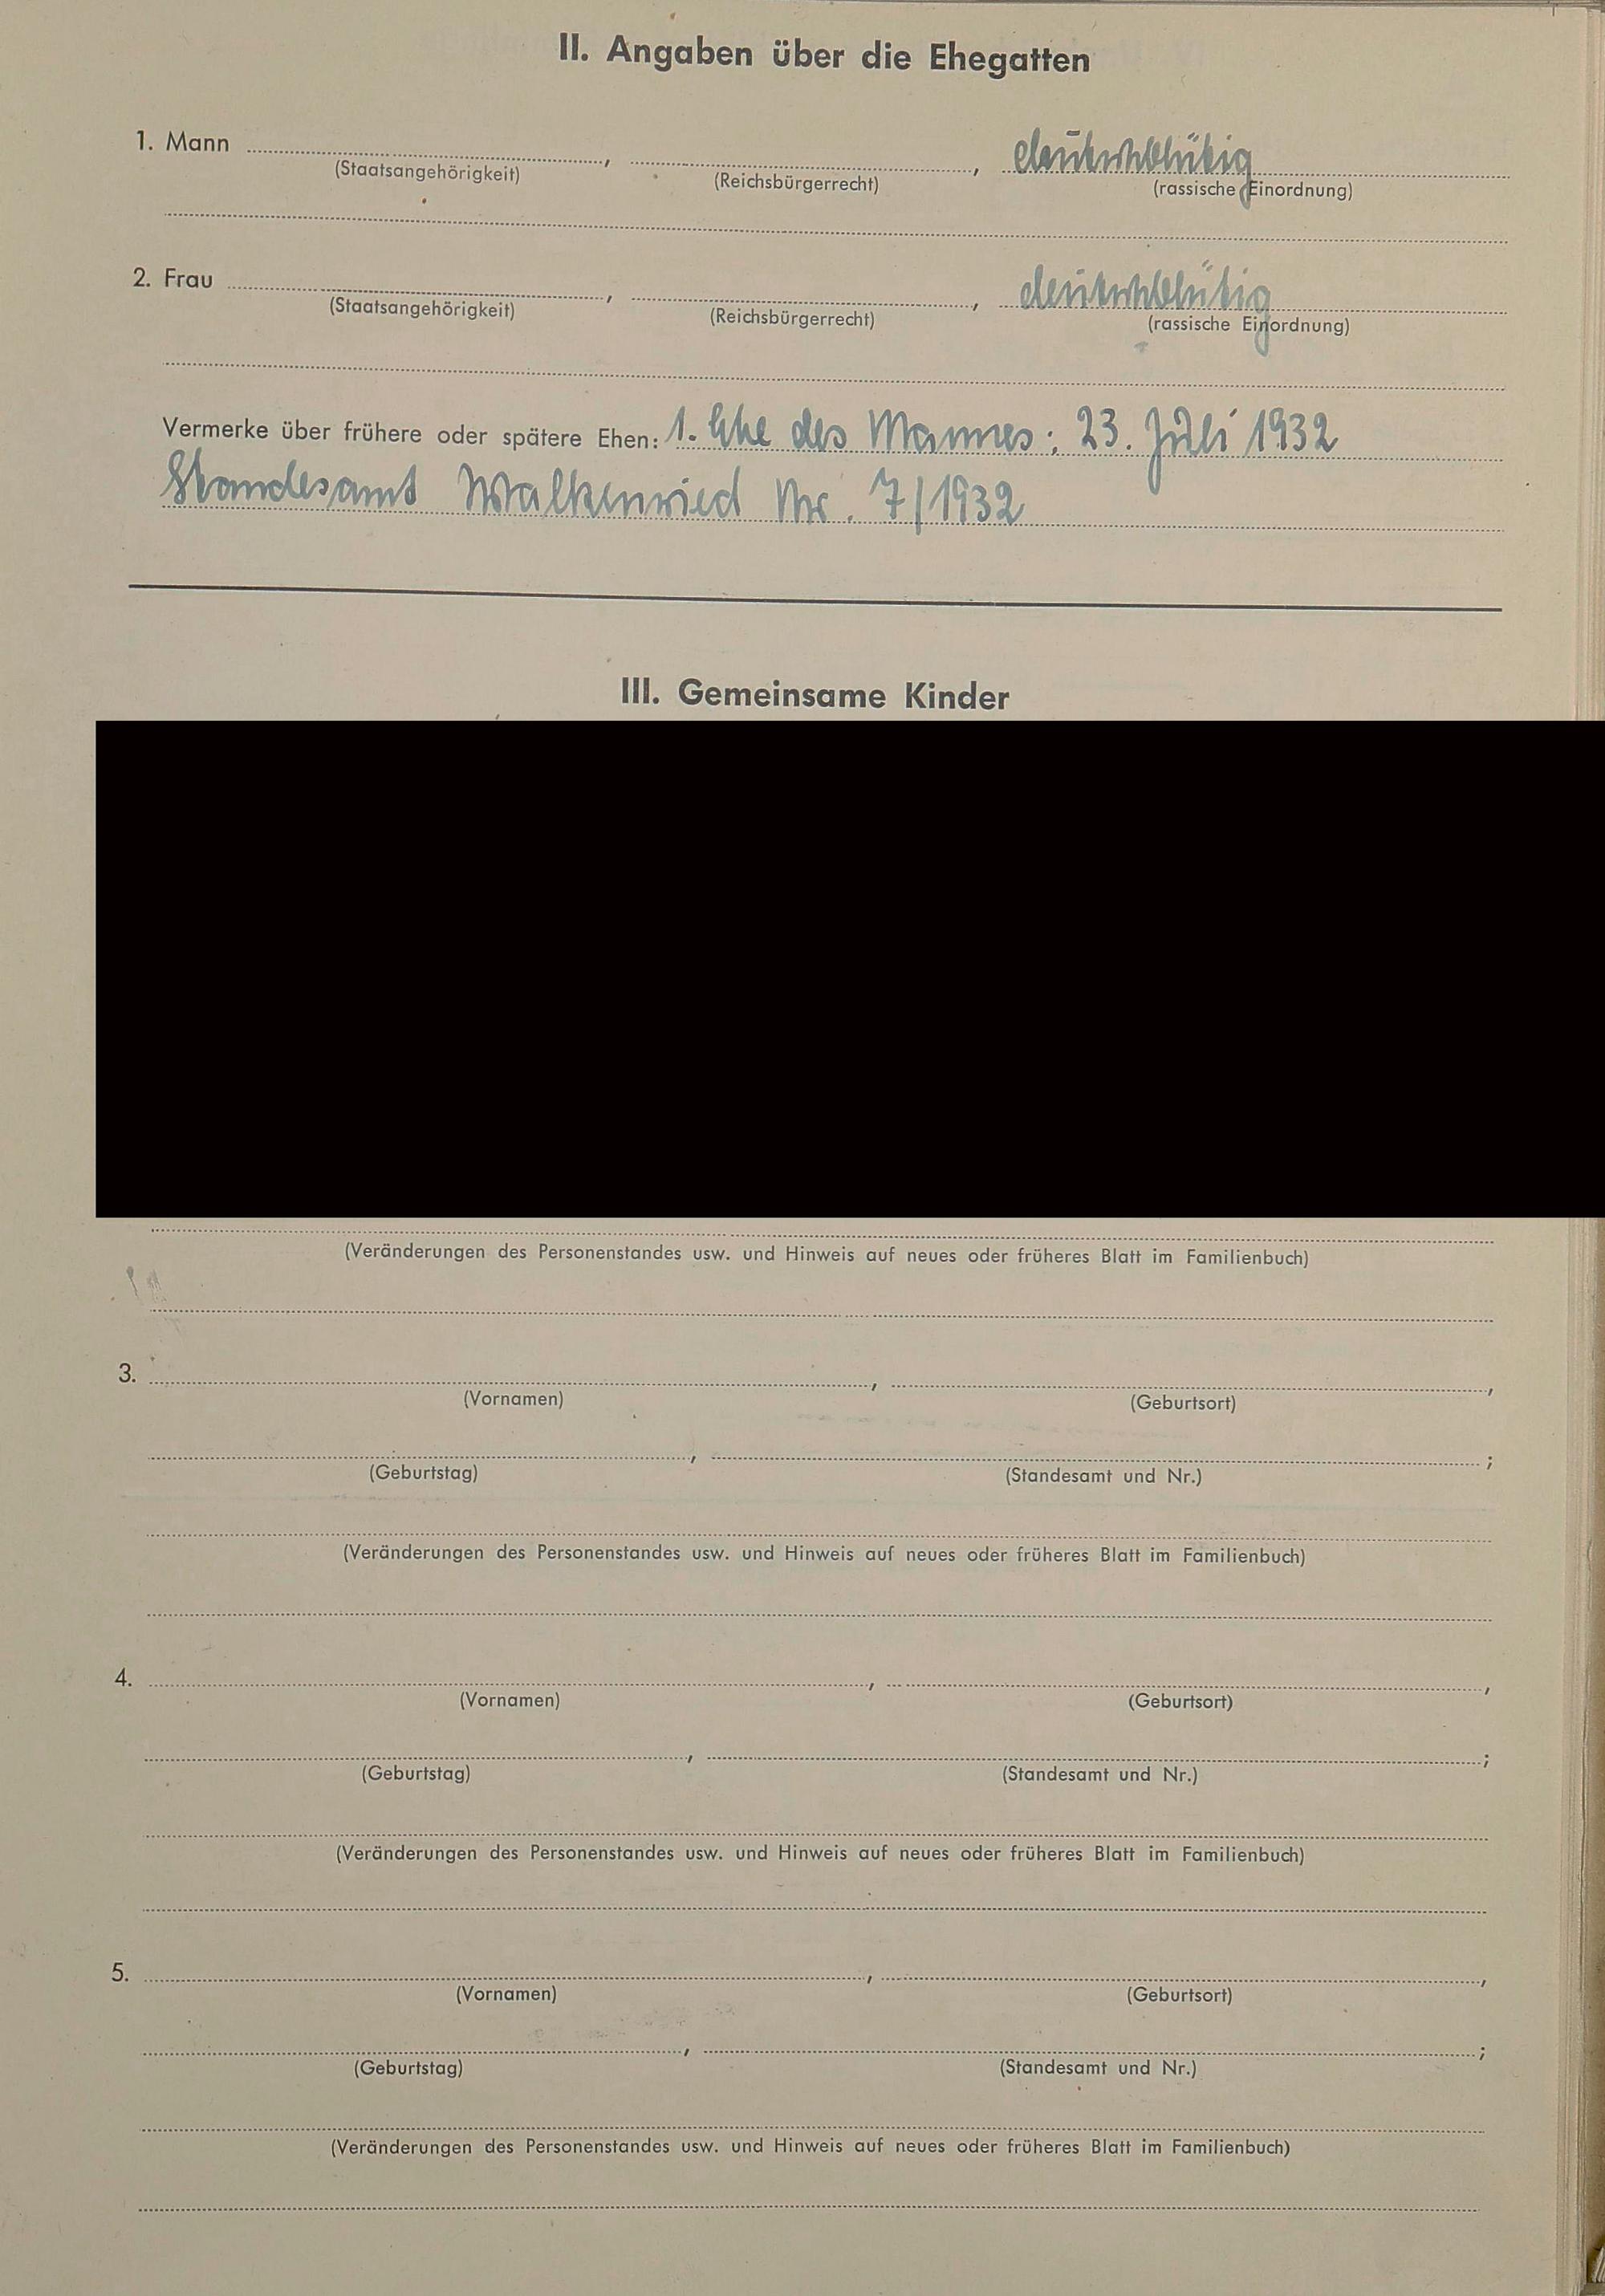 II. Angaben über die Ehegatten
1. Mann , , deutschblütig
(Staatsangehörigkeit) (Reichsbürgerrecht) (rassische Einordnung)
2. Frau , , deutschblütig
(Staatsangehörigkeit) (Reichsbürgerrecht) (rassische Einordnung)
Vermerke über frühere oder spätere Ehen: 1. Ehe des Mannes: 23. Juli 1932
Standesamt Walkenried Nr. 7/1932
III. Gemeinsame Kinder
(Veränderungen des Personenstandes usw. und Hinweis auf neues oder früheres Blatt im Familienbuch)
3. , ,
(Vornamen) (Geburtsort)
, ;
(Geburtstag) (Standesamt und Nr.)
(Veränderungen des Personenstandes usw. und Hinweis auf neues oder früheres Blatt im Familienbuch)
4. , ,
(Vornamen) (Geburtsort)
, ;
(Geburtstag) (Standesamt und Nr.)
(Veränderungen des Personenstandes usw. und Hinweis auf neues oder früheres Blatt im Familienbuch)
5. , ,
(Vornamen) (Geburtsort)
, ;
(Geburtstag) (Standesamt und Nr.)
(Veränderungen des Personenstandes usw. und Hinweis auf neues oder früheres Blatt im Familienbuch)